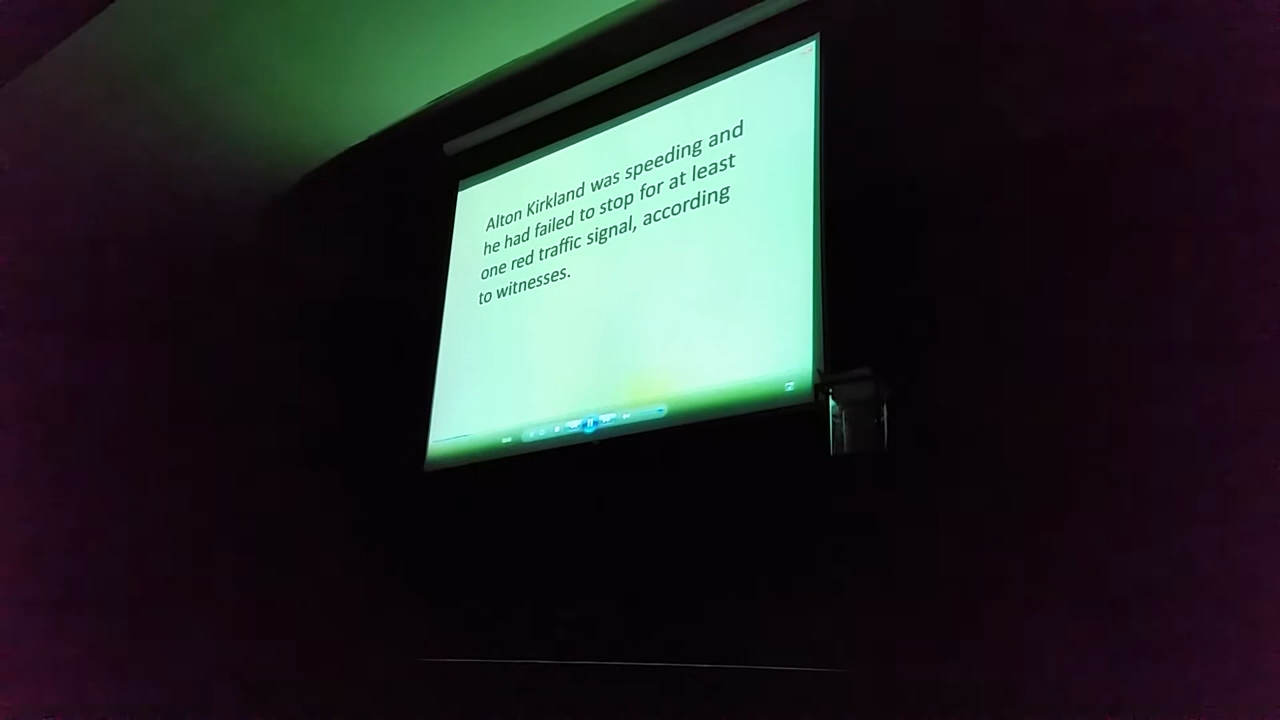 Alton Kirkland was speeding and
he had failed to stop for at least
one red traffic signal, according
to witnesses.